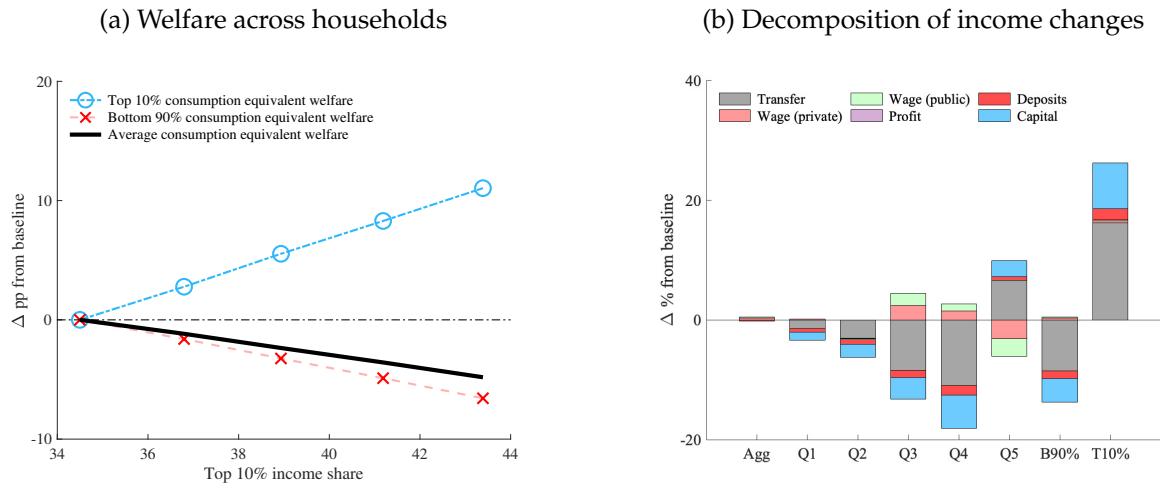 (a) Welfare across households
20
Top 10% consumption equivalent welfare
Bottom 90% consumption equivalent welfare
Average consumption equivalent welfare
10
0
-10
Δ pp from baseline
34 36 38 40 42 44
Top 10% income share
(b) Decomposition of income changes
40
Transfer Wage (public) Deposits
Wage (private) Profit Capital
20
0
-20
Δ % from baseline
Agg Q1 Q2 Q3 Q4 Q5 B90% T10%